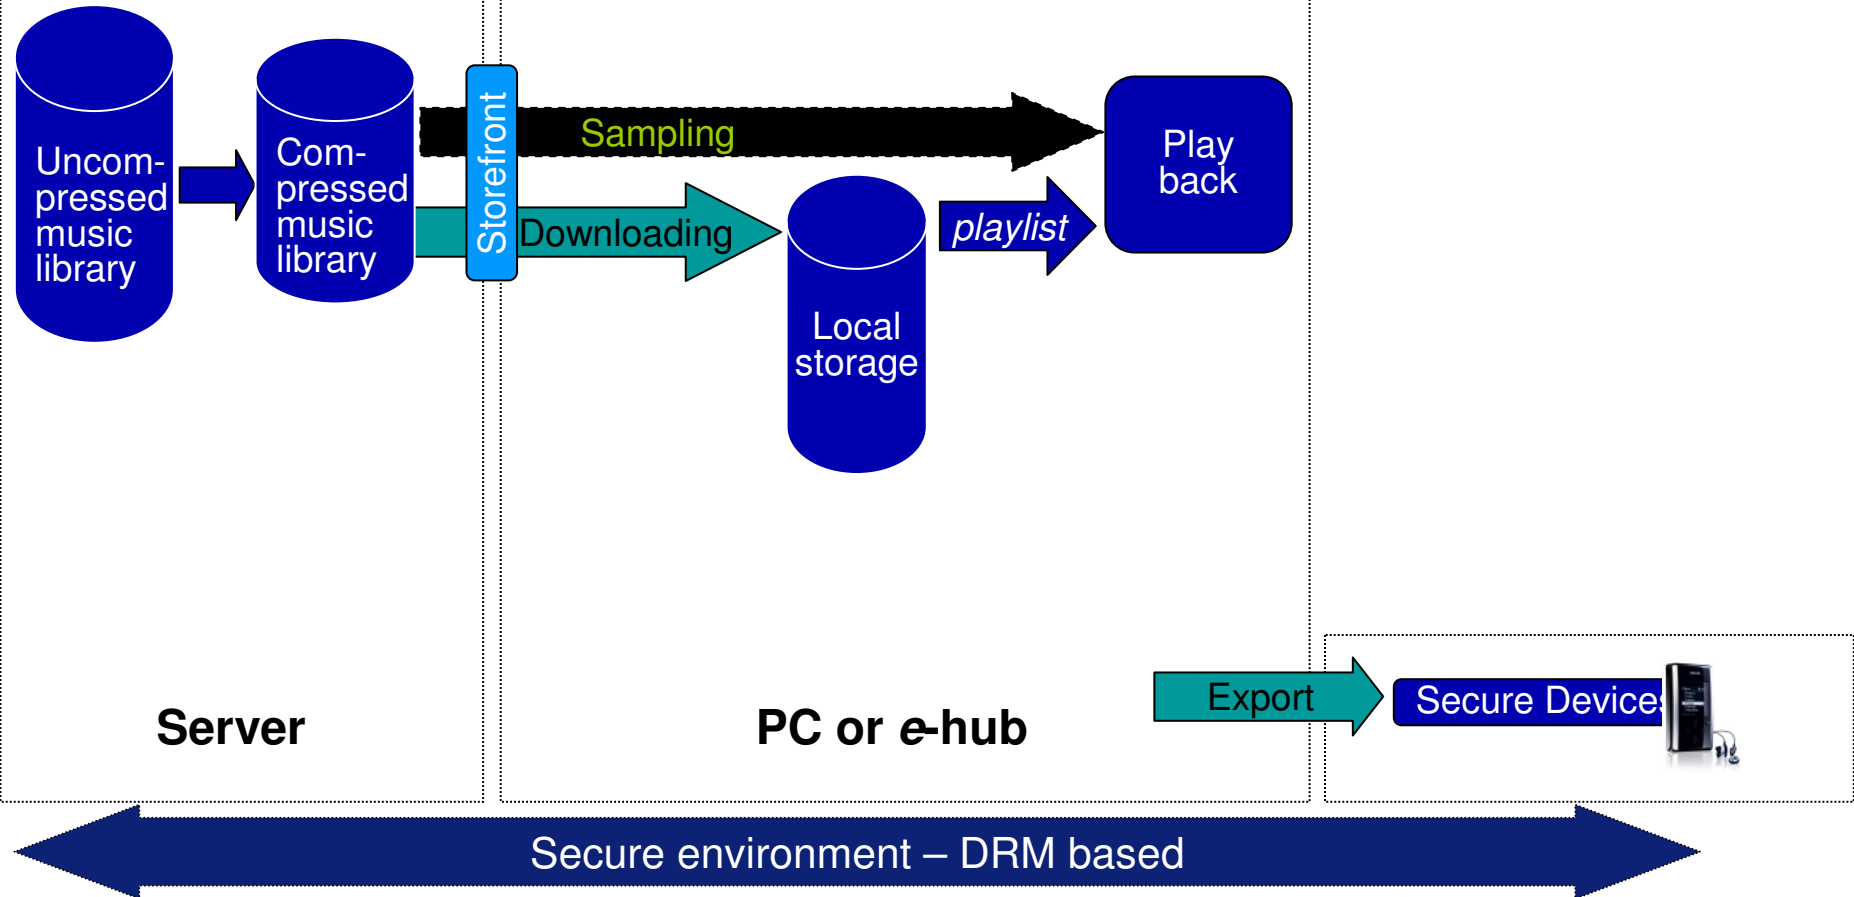 Uncom-
pressed
music
library
Com-
pressed
music
library
Storefront
Sampling
Downloading
Local
storage
playlist
Play
back
Server
PC or e-hub
Export
Secure Devices
Secure environment – DRM based